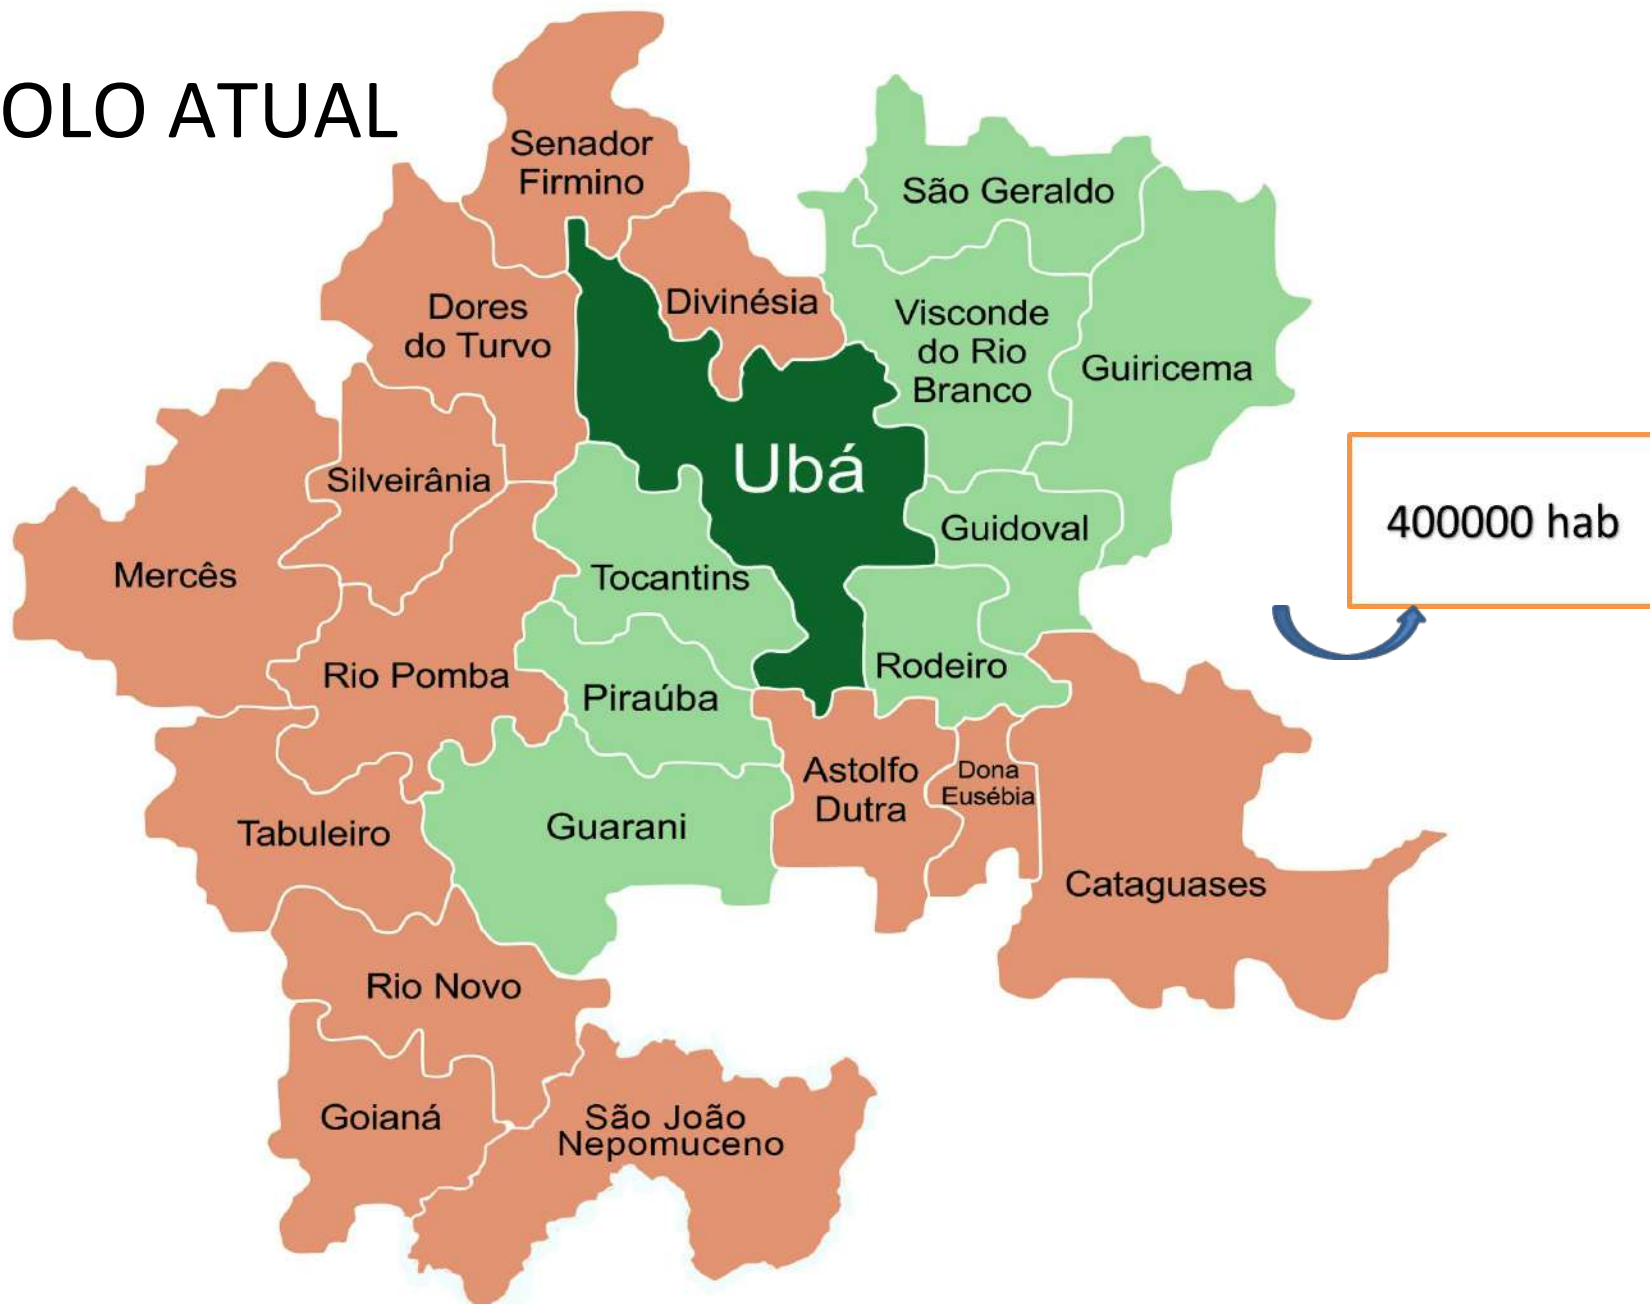 OLO ATUAL
Senador
Firmino
São Geraldo
Dores
do Turvo
Divinésia
Visconde
do Rio
Branco
Guiricema
Ubá
Silveirânia
Guidoval
400000 hab
Mercês
Tocantins
Rio Pomba
Piraúba
Rodeiro
Astolfo
Dutra
Dona
Eusébia
Tabuleiro
Guarani
Cataguases
Rio Novo
Goianá
São João
Nepomuceno